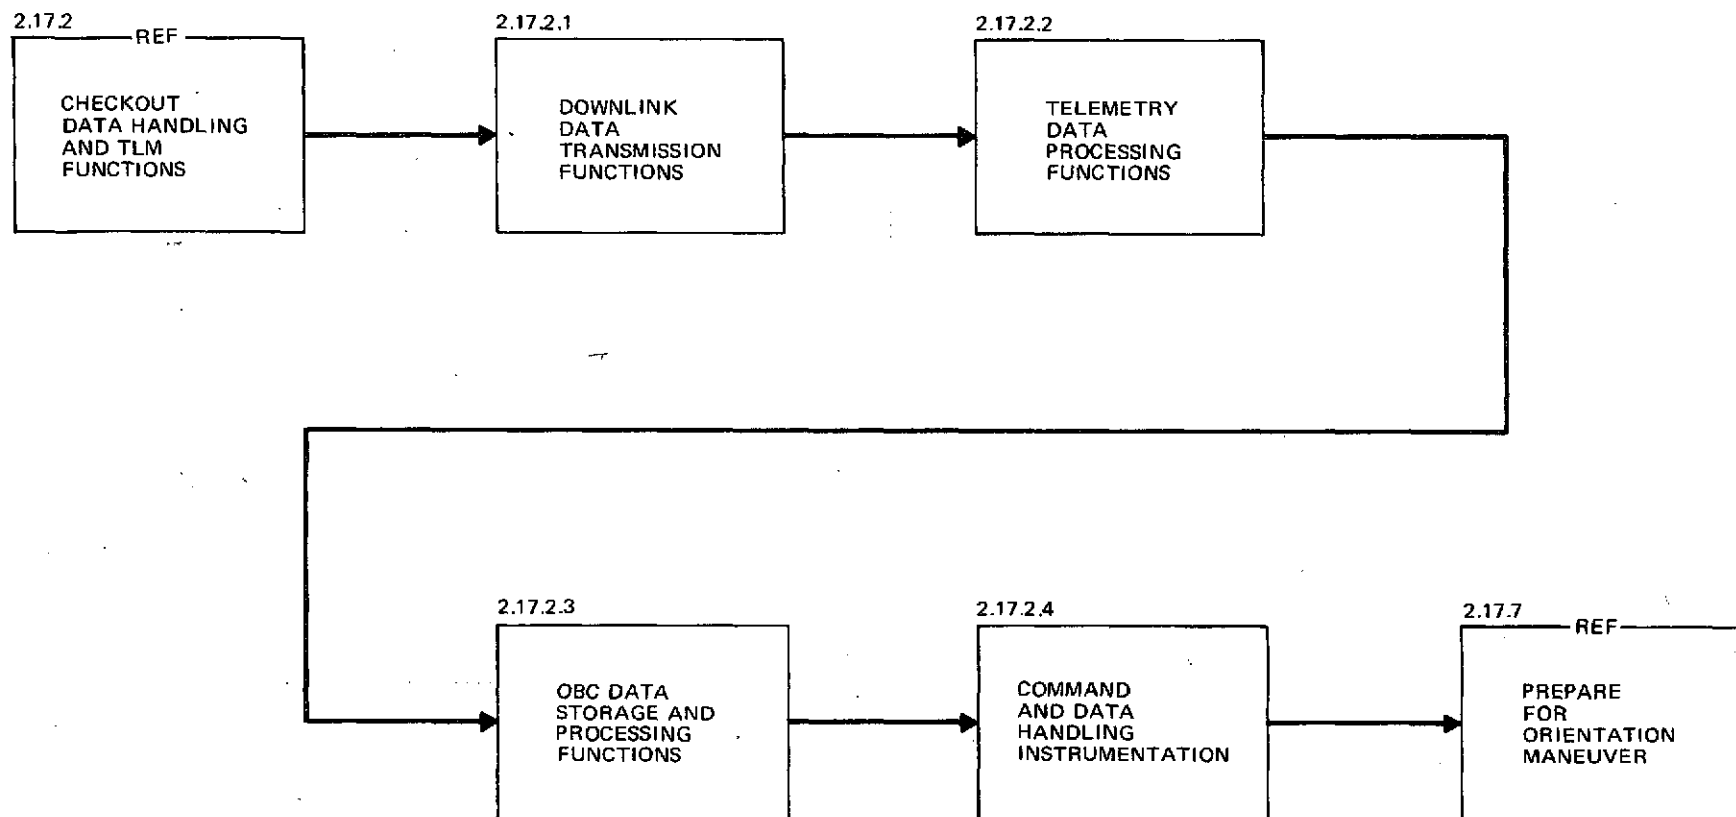 2.17.2
REF
CHECKOUT
DATA HANDLING
AND TLM
FUNCTIONS
2.17.2.1
DOWNLINK
DATA
TRANSMISSION
FUNCTIONS
2.17.2.2
TELEMETRY
DATA
PROCESSING
FUNCTIONS
2.17.2.3
OBC DATA
STORAGE AND
PROCESSING
FUNCTIONS
2.17.2.4
COMMAND
AND DATA
HANDLING
INSTRUMENTATION
2.17.7
REF
PREPARE
FOR
ORIENTATION
MANEUVER